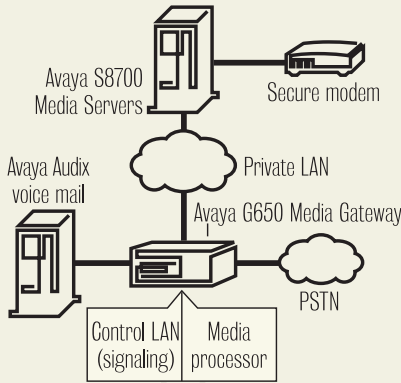 Avaya S8700
Media Servers
Secure modem
Private LAN
Avaya Audix
voice mail
Avaya G650 Media Gateway
PSTN
Control LAN
(signaling)
Media
processor